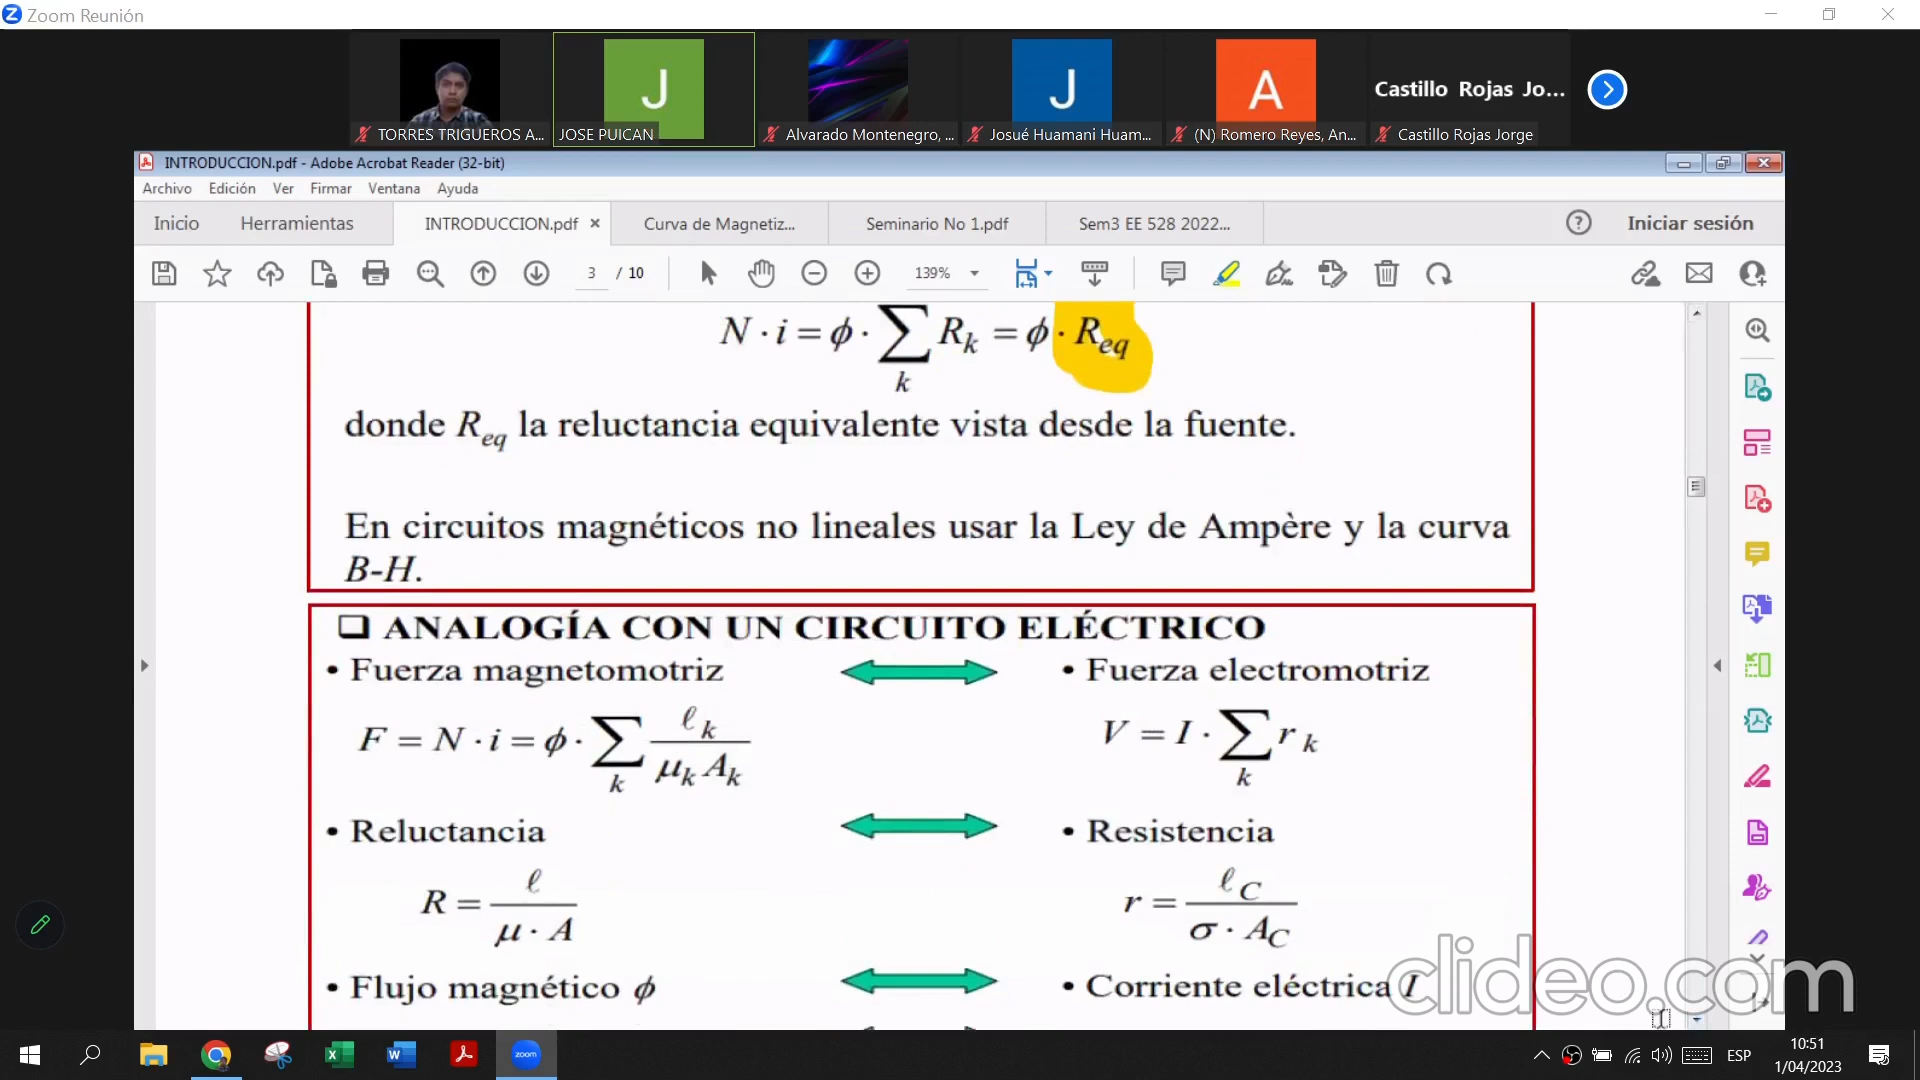 Zoom Reunión
J
J
A
Castillo Rojas Jo...
TORRES TRIGUEROS A...
JOSE PUICAN
Alvarado Montenegro, ...
Josué Huamani Huam...
(N) Romero Reyes, An...
Castillo Rojas Jorge
INTRODUCCION.pdf - Adobe Acrobat Reader (32-bit)
Archivo Edición Ver Firmar Ventana Ayuda
Inicio Herramientas INTRODUCCION.pdf × Curva de Magnetiz... Seminario No 1.pdf Sem3 EE 528 2022... ? Iniciar sesión
3 / 10 139%
N · i = ϕ · ∑ R_k = ϕ · R_eq
k
donde R_eq la reluctancia equivalente vista desde la fuente.
En circuitos magnéticos no lineales usar la Ley de Ampère y la curva
B-H.
❑ ANALOGÍA CON UN CIRCUITO ELÉCTRICO
• Fuerza magnetomotriz • Fuerza electromotriz
F = N · i = ϕ · ∑_k ℓ_k / μ_k A_k V = I · ∑_k r_k
• Reluctancia • Resistencia
R = ℓ / μ · A r = ℓ_C / σ · A_C
• Flujo magnético ϕ • Corriente eléctrica I
clideo.com
zoom
ESP
10:51
1/04/2023